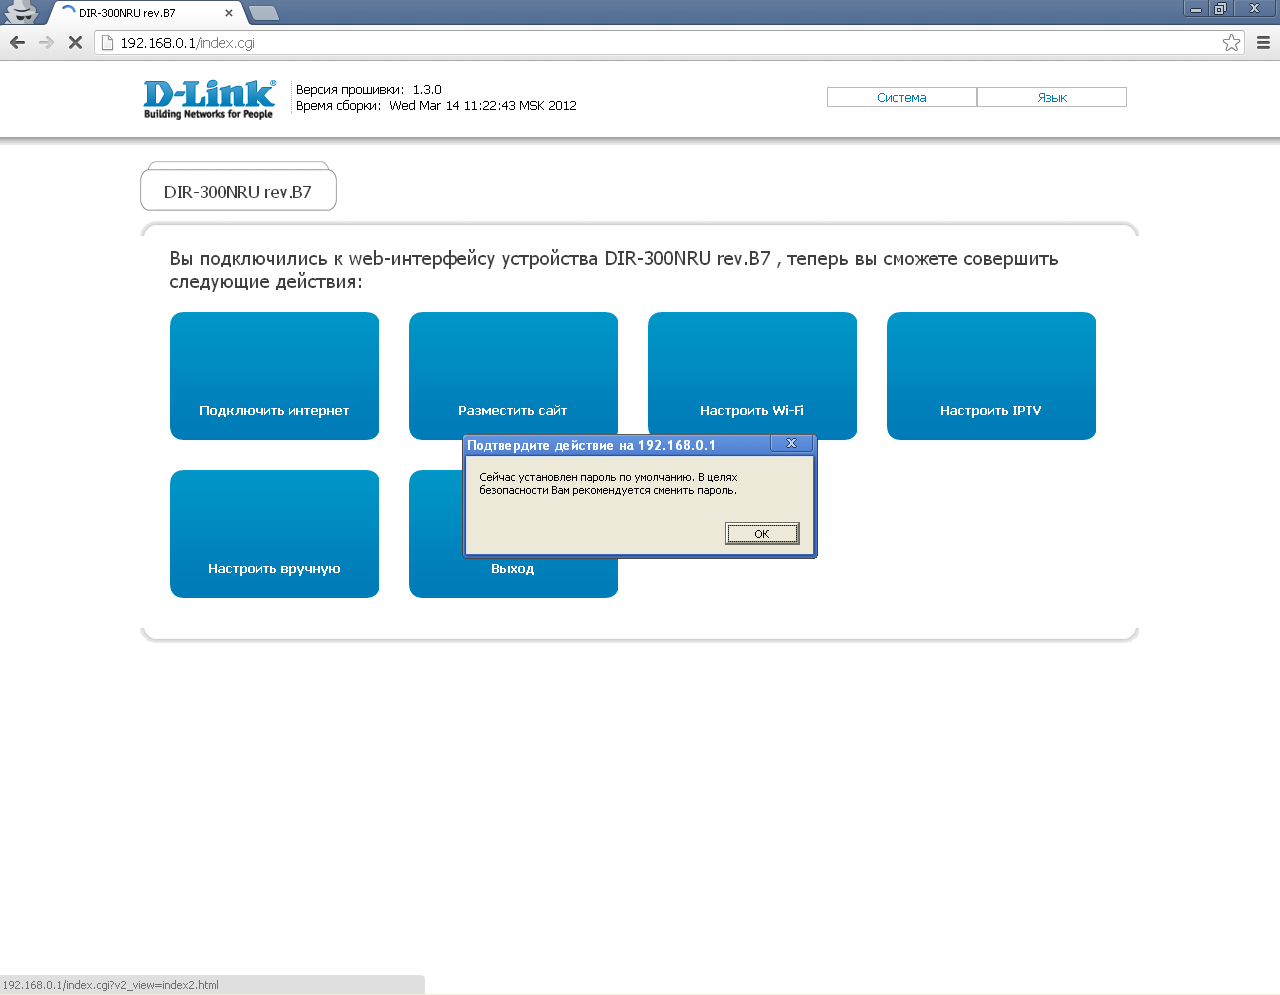 DIR-300NRU rev.B7
192.168.0.1/index.cgi
D-Link®
Building Networks for People
Версия прошивки: 1.3.0
Время сборки: Wed Mar 14 11:22:43 MSK 2012
Система
Язык
DIR-300NRU rev.B7
Вы подключились к web-интерфейсу устройства DIR-300NRU rev.B7 , теперь вы сможете совершить
следующие действия:
Подключить интернет
Разместить сайт
Настроить Wi-Fi
Настроить IPTV
Подтвердите действие на 192.168.0.1
Сейчас установлен пароль по умолчанию. В целях
безопасности Вам рекомендуется сменить пароль.
ОК
Настроить вручную
Выход
192.168.0.1/index.cgi?v2_view=index2.html